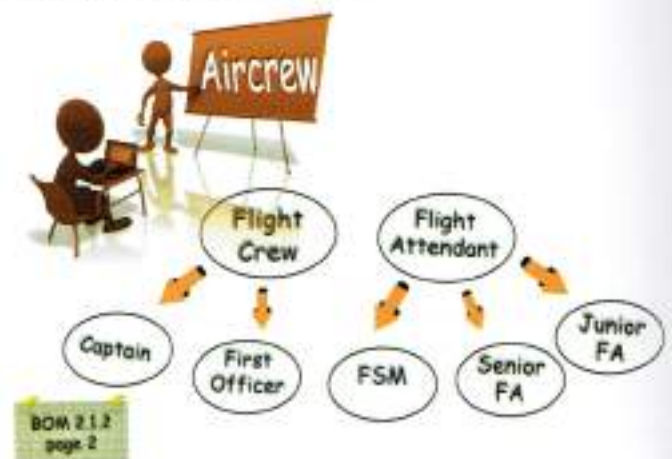 Aircrew
Flight
Crew
Flight
Attendant
Captain
First
Officer
FSM
Senior
FA
Junior
FA
BOM 2.1.2
page 2